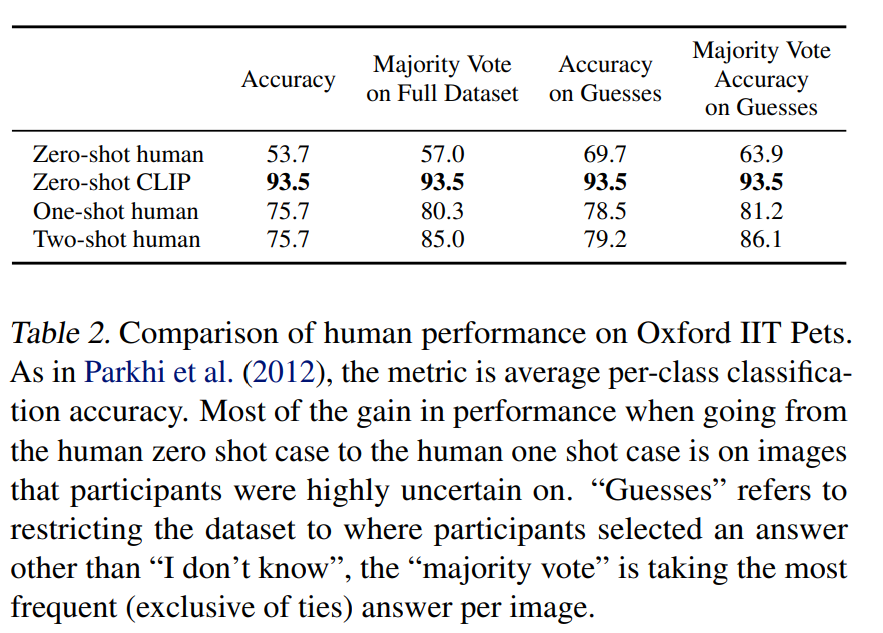 Accuracy Majority Vote on Full Dataset Accuracy on Guesses Majority Vote Accuracy on Guesses
Zero-shot human 53.7 57.0 69.7 63.9
Zero-shot CLIP 93.5 93.5 93.5 93.5
One-shot human 75.7 80.3 78.5 81.2
Two-shot human 75.7 85.0 79.2 86.1
Table 2. Comparison of human performance on Oxford IIT Pets.
As in Parkhi et al. (2012), the metric is average per-class classifica-
tion accuracy. Most of the gain in performance when going from
the human zero shot case to the human one shot case is on images
that participants were highly uncertain on. “Guesses” refers to
restricting the dataset to where participants selected an answer
other than “I don’t know”, the “majority vote” is taking the most
frequent (exclusive of ties) answer per image.